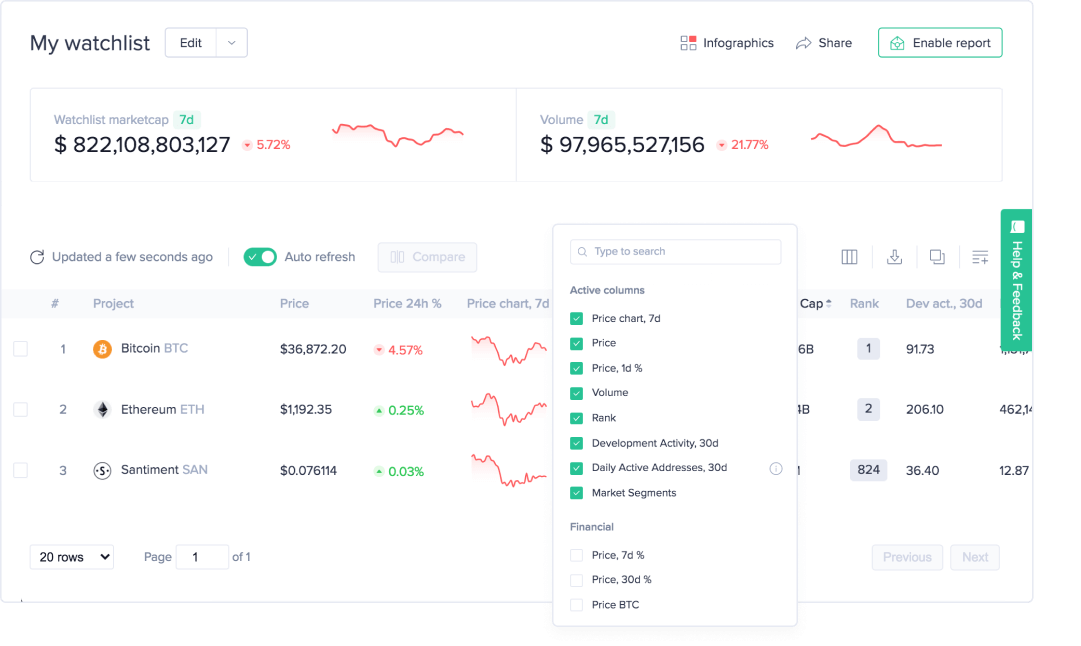 My watchlist Edit Infographics Share Enable report
Watchlist marketcap 7d
$ 822,108,803,127 5.72%
Volume 7d
$ 97,965,527,156 21.77%
Updated a few seconds ago Auto refresh Compare
Help & Feedback
# Project Price Price 24h % Price chart, 7d Cap Rank Dev act., 30d
1 Bitcoin BTC $36,872.20 4.57% 6B 1 91.73
2 Ethereum ETH $1,192.35 0.25% 4B 2 206.10 462,14
3 Santiment SAN $0.076114 0.03% 824 36.40 12.87
Type to search
Active columns
Price chart, 7d
Price
Price, 1d %
Volume
Rank
Development Activity, 30d
Daily Active Addresses, 30d
Market Segments
Financial
Price, 7d %
Price, 30d %
Price BTC
20 rows Page 1 of 1 Previous Next